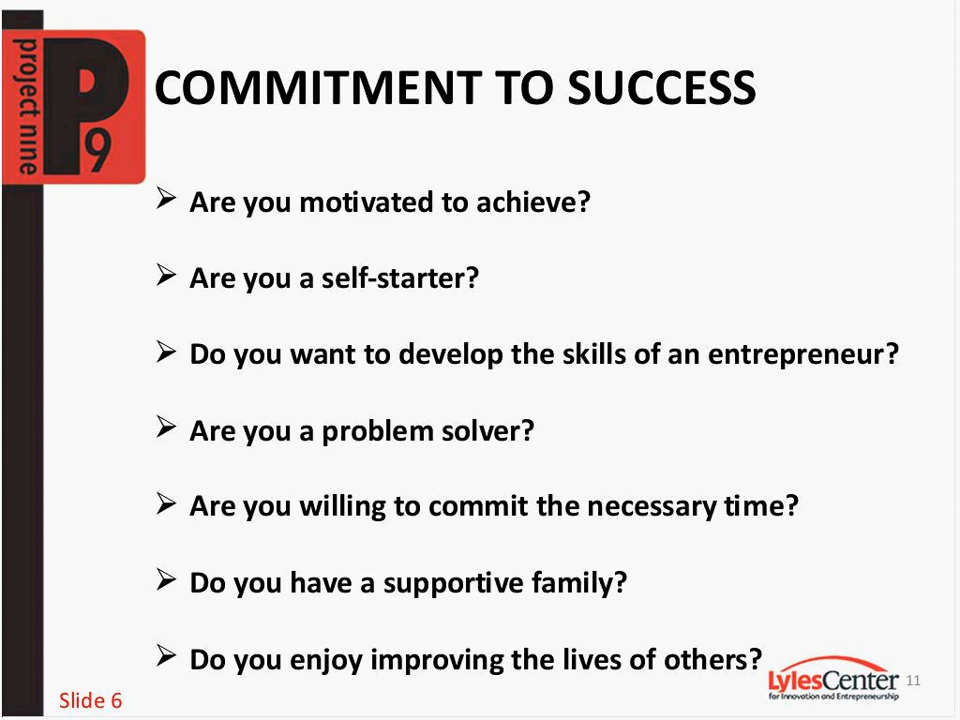 project nine
P
9
COMMITMENT TO SUCCESS
➢ Are you motivated to achieve?
➢ Are you a self-starter?
➢ Do you want to develop the skills of an entrepreneur?
➢ Are you a problem solver?
➢ Are you willing to commit the necessary time?
➢ Do you have a supportive family?
➢ Do you enjoy improving the lives of others?
LylesCenter
for Innovation and Entrepreneurship
11
Slide 6